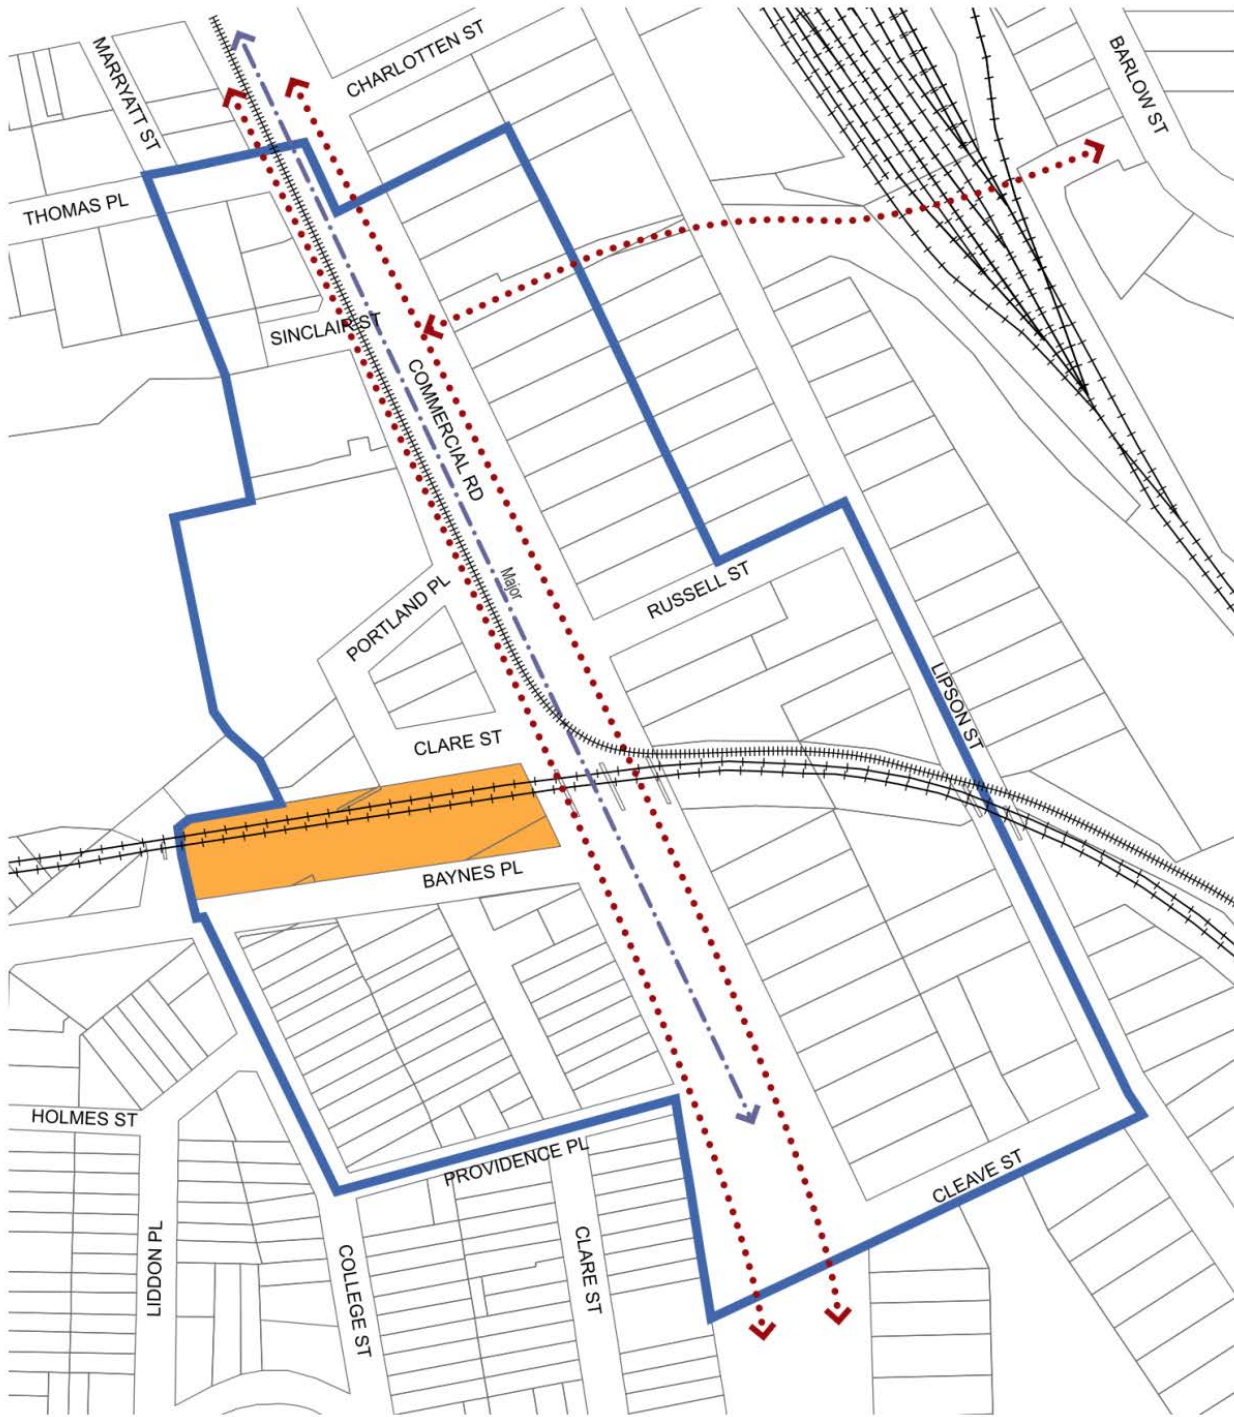 MARRYATT ST
CHARLOTTEN ST
BARLOW ST
THOMAS PL
SINCLAIR ST
COMMERCIAL RD
Major
PORTLAND PL
RUSSELL ST
LIPSON ST
CLARE ST
BAYNES PL
HOLMES ST
PROVIDENCE PL
CLEAVE ST
LIDDON PL
COLLEGE ST
CLARE ST